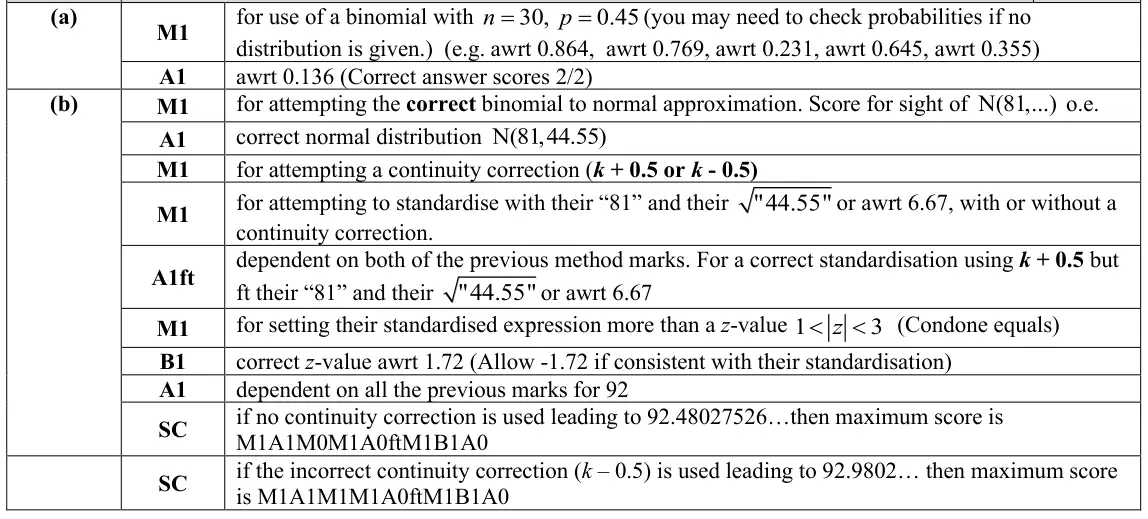 (a)
M1
for use of a binomial with n = 30, p = 0.45 (you may need to check probabilities if no
distribution is given.) (e.g. awrt 0.864, awrt 0.769, awrt 0.231, awrt 0.645, awrt 0.355)
A1
awrt 0.136 (Correct answer scores 2/2)
(b)
M1
for attempting the correct binomial to normal approximation. Score for sight of N(81,...) o.e.
A1
correct normal distribution N(81,44.55)
M1
for attempting a continuity correction (k + 0.5 or k - 0.5)
M1
for attempting to standardise with their “81” and their √"44.55" or awrt 6.67, with or without a
continuity correction.
A1ft
dependent on both of the previous method marks. For a correct standardisation using k + 0.5 but
ft their “81” and their √"44.55" or awrt 6.67
M1
for setting their standardised expression more than a z-value 1 < |z| < 3 (Condone equals)
B1
correct z-value awrt 1.72 (Allow -1.72 if consistent with their standardisation)
A1
dependent on all the previous marks for 92
SC
if no continuity correction is used leading to 92.48027526…then maximum score is
M1A1M0M1A0ftM1B1A0
SC
if the incorrect continuity correction (k – 0.5) is used leading to 92.9802… then maximum score
is M1A1M1M1A0ftM1B1A0